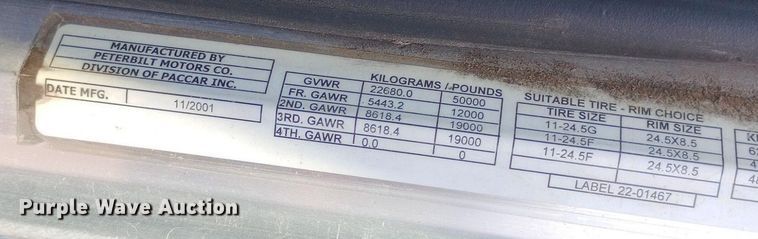 MANUFACTURED BY
PETERBILT MOTORS CO.
DIVISION OF PACCAR INC.
DATE MFG. 11/2001
KILOGRAMS / POUNDS
GVWR 22680.0 50000
FR. GAWR 5443.2 12000
2ND. GAWR 8618.4 19000
3RD. GAWR 8618.4 19000
4TH. GAWR 0.0 0
SUITABLE TIRE - RIM CHOICE
TIRE SIZE RIM SIZE
11-24.5G 24.5X8.5
11-24.5F 24.5X8.5
11-24.5F 24.5X8.5
LABEL 22-01467
Purple Wave Auction